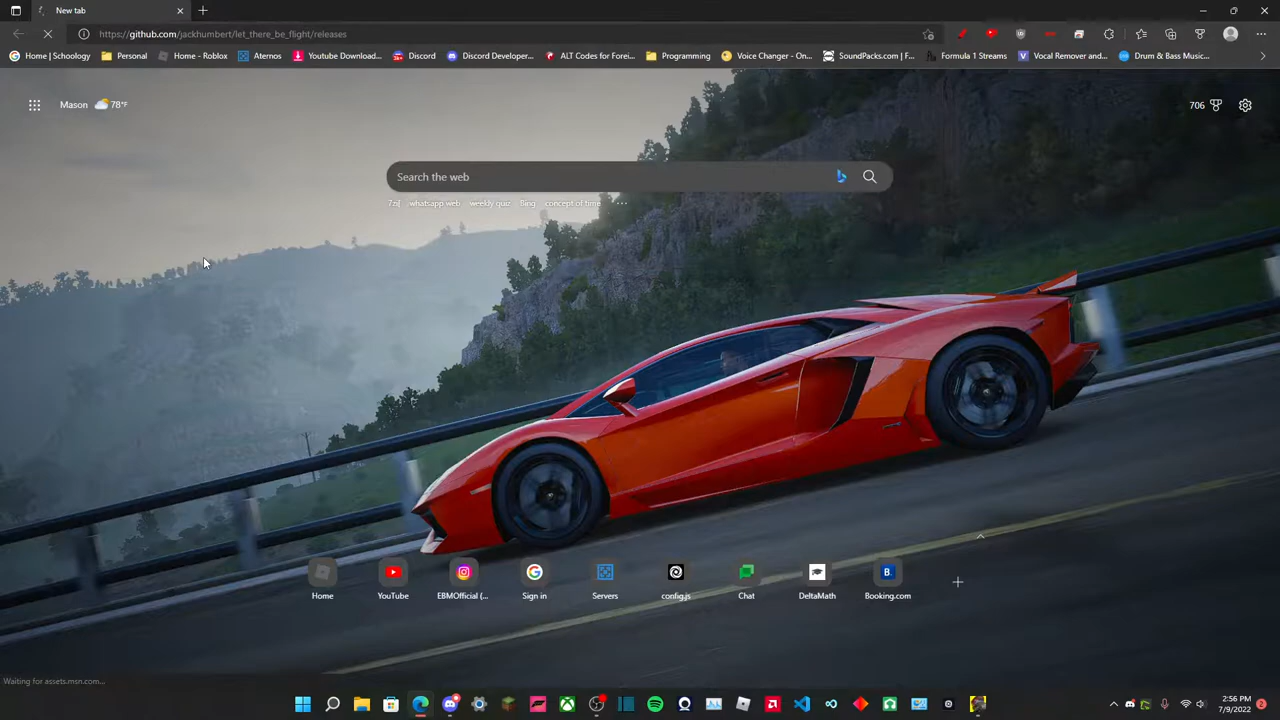 New tab
https://github.com/jackhumbert/let_there_be_flight/releases
Home | Schoology
Personal
Home - Roblox
Aternos
Youtube Download...
Discord
Discord Developer...
ALT Codes for Forei...
Programming
Voice Changer - On...
SoundPacks.com | F...
Formula 1 Streams
Vocal Remover and...
Drum & Bass Music...
Mason
78°F
706
Search the web
whatsapp web
weekly quiz
Bing
concept of time
Home
YouTube
EBMOfficial (...
Sign in
Servers
config.js
Chat
DeltaMath
Booking.com
Waiting for assets.msn.com...
2:56 PM
7/9/2022